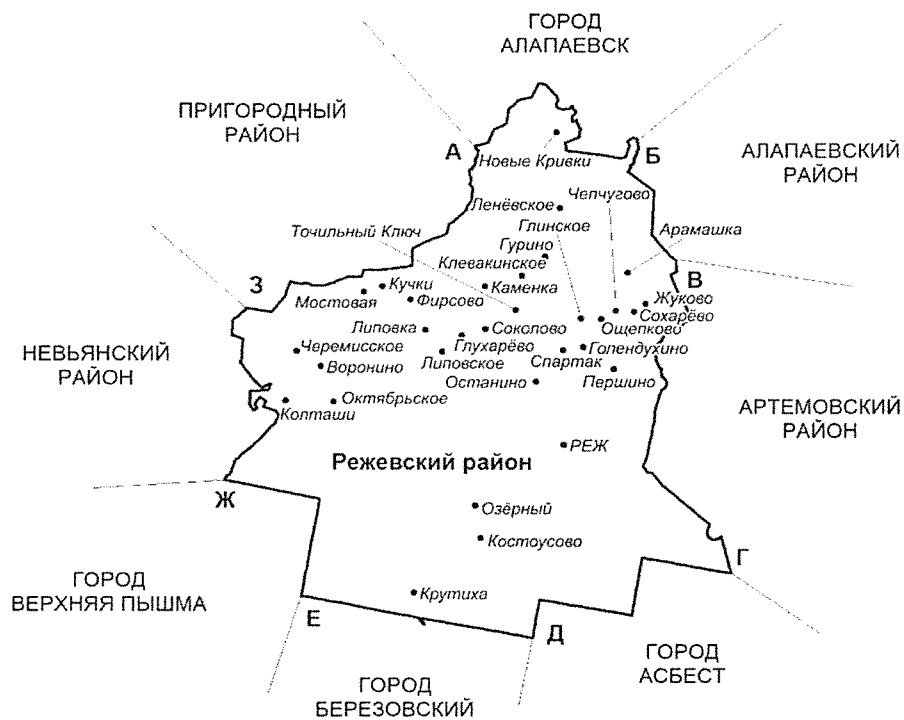 ГОРОД
АЛАПАЕВСК
ПРИГОРОДНЫЙ
РАЙОН
А
Б
Новые Кривки
АЛАПАЕВСКИЙ
РАЙОН
Чепчугово
Ленёвское
Глинское
Арамашка
Точильный Ключ
Гурино
Клевакинское
З
В
Мостовая
Кучки
Фирсово
Каменка
Жуково
Сохарёво
Ощепково
Липовка
Соколово
Глухарёво
Голендухино
НЕВЬЯНСКИЙ
РАЙОН
Черемисское
Воронино
Липовское
Спартак
Останино
Першино
Колташи
Октябрьское
АРТЕМОВСКИЙ
РАЙОН
РЕЖ
Режевский район
Ж
Озёрный
Костоусово
Г
ГОРОД
ВЕРХНЯЯ ПЫШМА
Крутиха
Е
Д
ГОРОД
АСБЕСТ
ГОРОД
БЕРЕЗОВСКИЙ